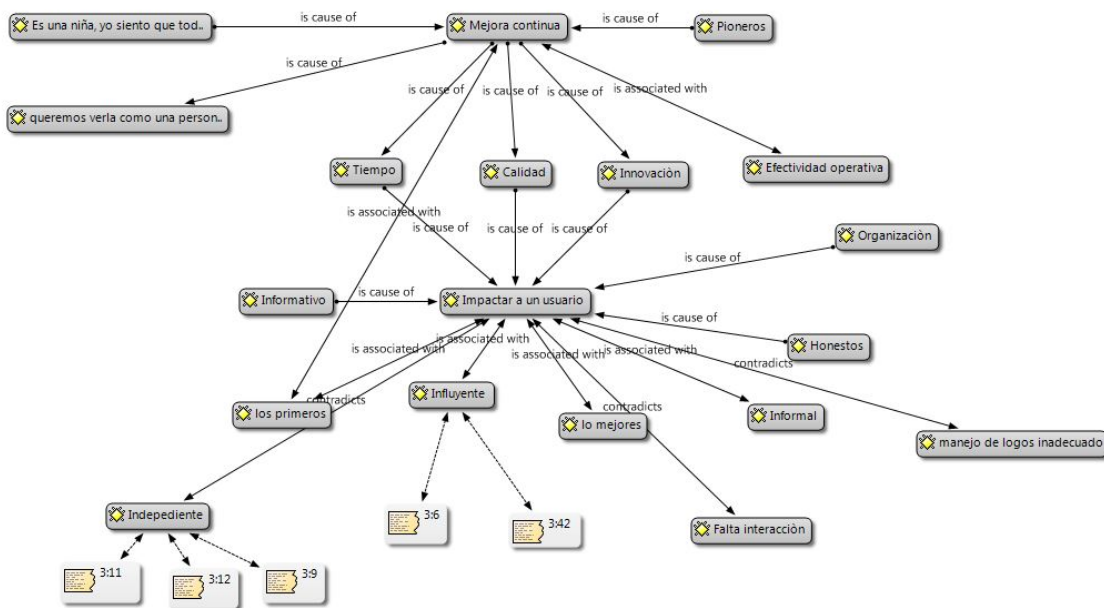 Es una niña, yo siento que tod..
is cause of
Mejora continua
is cause of
Pioneros
is cause of
queremos verla como una person..
is cause of
is cause of
is cause of
is associated with
Tiempo
Calidad
Innovaciòn
Efectividad operativa
is associated with
is cause of
is cause of
is cause of
Organizaciòn
is cause of
Informativo
is cause of
Impactar a un usuario
is cause of
Honestos
is associated with
is associated with
is associated with
is associated with
contradicts
Influyente
contradicts
los primeros
contradicts
lo mejores
Informal
manejo de logos inadecuado
Indepediente
3:6
3:42
Falta interacciòn
3:11
3:12
3:9